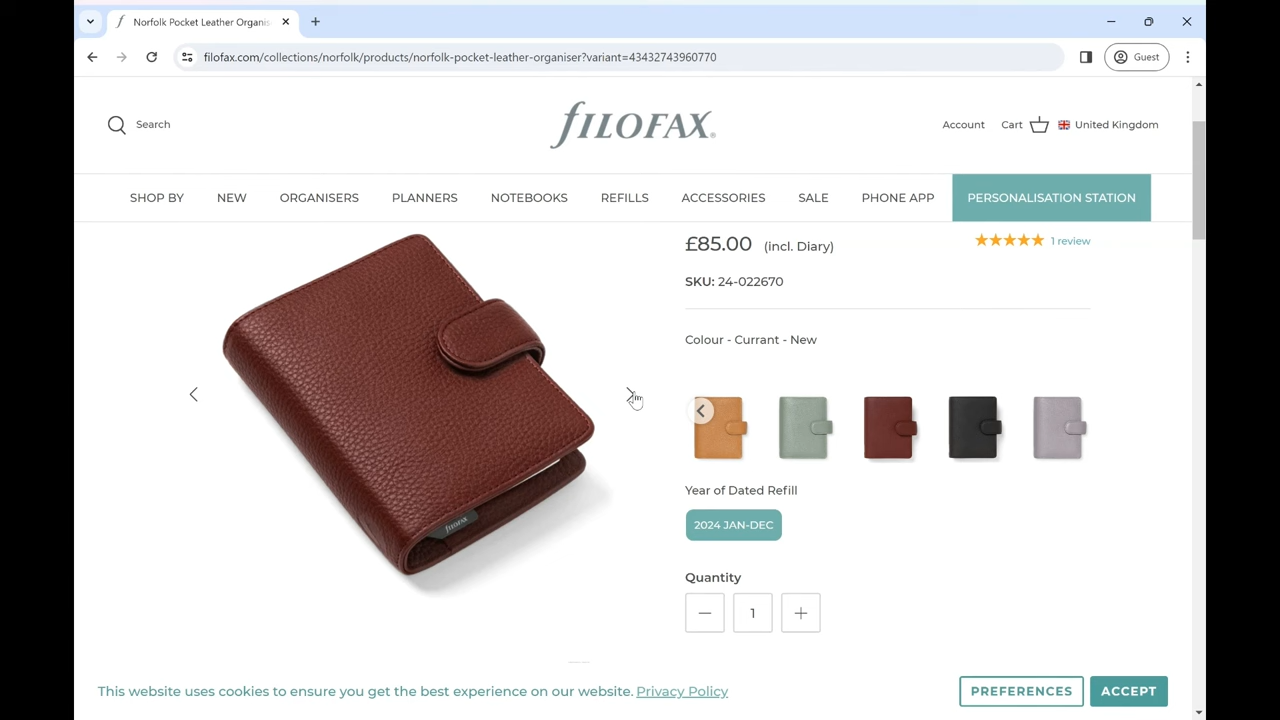 Norfolk Pocket Leather Organis
filofax.com/collections/norfolk/products/norfolk-pocket-leather-organiser?variant=43432743960770
Guest
Search
fILOFAX®
Account
Cart
United Kingdom
SHOP BY
NEW
ORGANISERS
PLANNERS
NOTEBOOKS
REFILLS
ACCESSORIES
SALE
PHONE APP
PERSONALISATION STATION
£85.00 (incl. Diary)
1 review
SKU: 24-022670
Colour - Currant - New
filofax
Year of Dated Refill
2024 JAN-DEC
Quantity
1
This website uses cookies to ensure you get the best experience on our website. Privacy Policy
PREFERENCES
ACCEPT